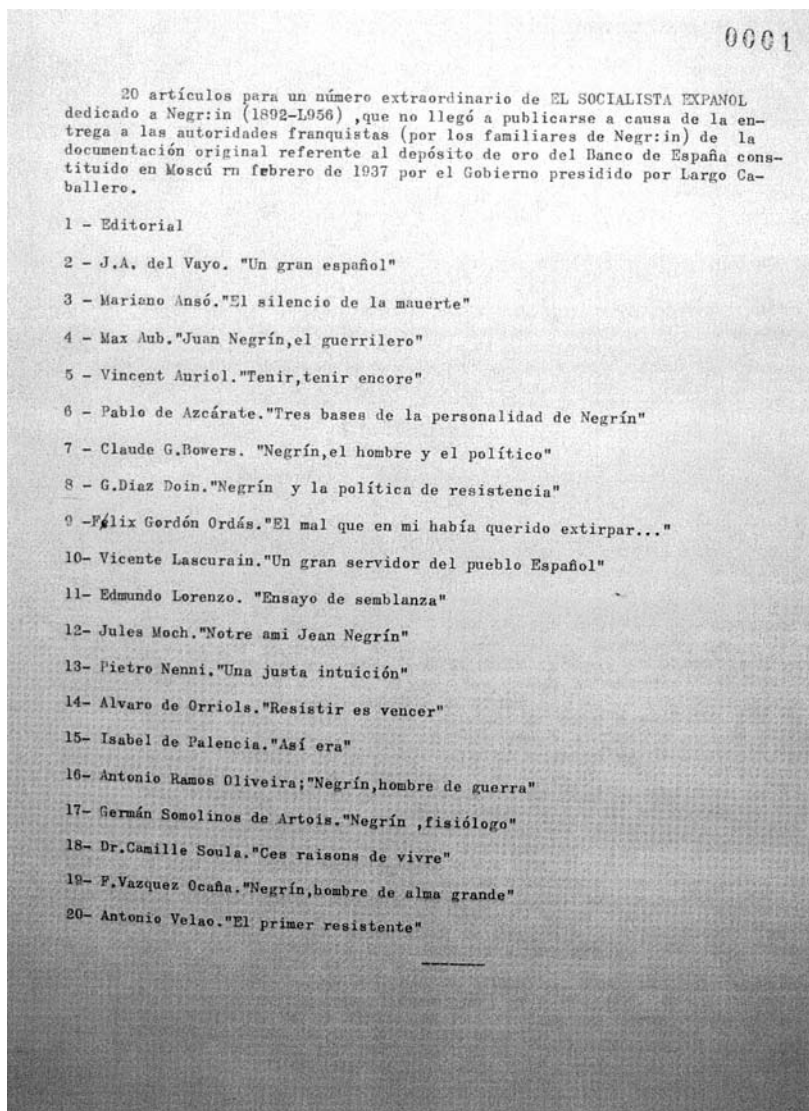 0001
20 artículos para un número extraordinario de EL SOCIALISTA EXPAÑOL
dedicado a Negr:in (1892-L956) ,que no llegó a publicarse a causa de la en-
trega a las autoridades franquistas (por los familiares de Negr:in) de la
documentación original referente al depósito de oro del Banco de España cons-
tituido en Moscú rn febrero de 1937 por el Gobierno presidido por Largo Ca-
ballero.
1 - Editorial
2 - J.A. del Vayo. "Un gran español"
3 - Mariano Ansó."El silencio de la mauerte"
4 - Max Aub."Juan Negrín,el guerrilero"
5 - Vincent Auriol."Tenir,tenir encore"
6 - Pablo de Azcárate."Tres bases de la personalidad de Negrín"
7 - Claude G.Bowers. "Negrín,el hombre y el político"
8 - G.Diaz Doin."Negrín y la política de resistencia"
9 -Félix Gordón Ordás."El mal que en mi había querido extirpar..."
10- Vicente Lascurain."Un gran servidor del pueblo Español"
11- Edmundo Lorenzo. "Ensayo de semblanza"
12- Jules Moch."Notre ami Jean Negrín"
13- Pietro Nenni."Una justa intuición"
14- Alvaro de Orriols."Resistir es vencer"
15- Isabel de Palencia."Así era"
16- Antonio Ramos Oliveira;"Negrín,hombre de guerra"
17- Germán Somolinos de Artois."Negrín ,fisiólogo"
18- Dr.Camille Soula."Ces raisons de vivre"
19- F.Vazquez Ocaña."Negrín,hombre de alma grande"
20- Antonio Velao."El primer resistente"